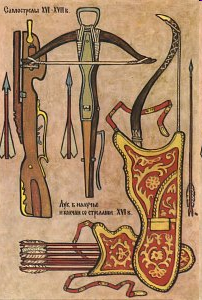 Самострелы XVI-XVII в.
Лук в налучье
и колчан со стрелами. XVI в.